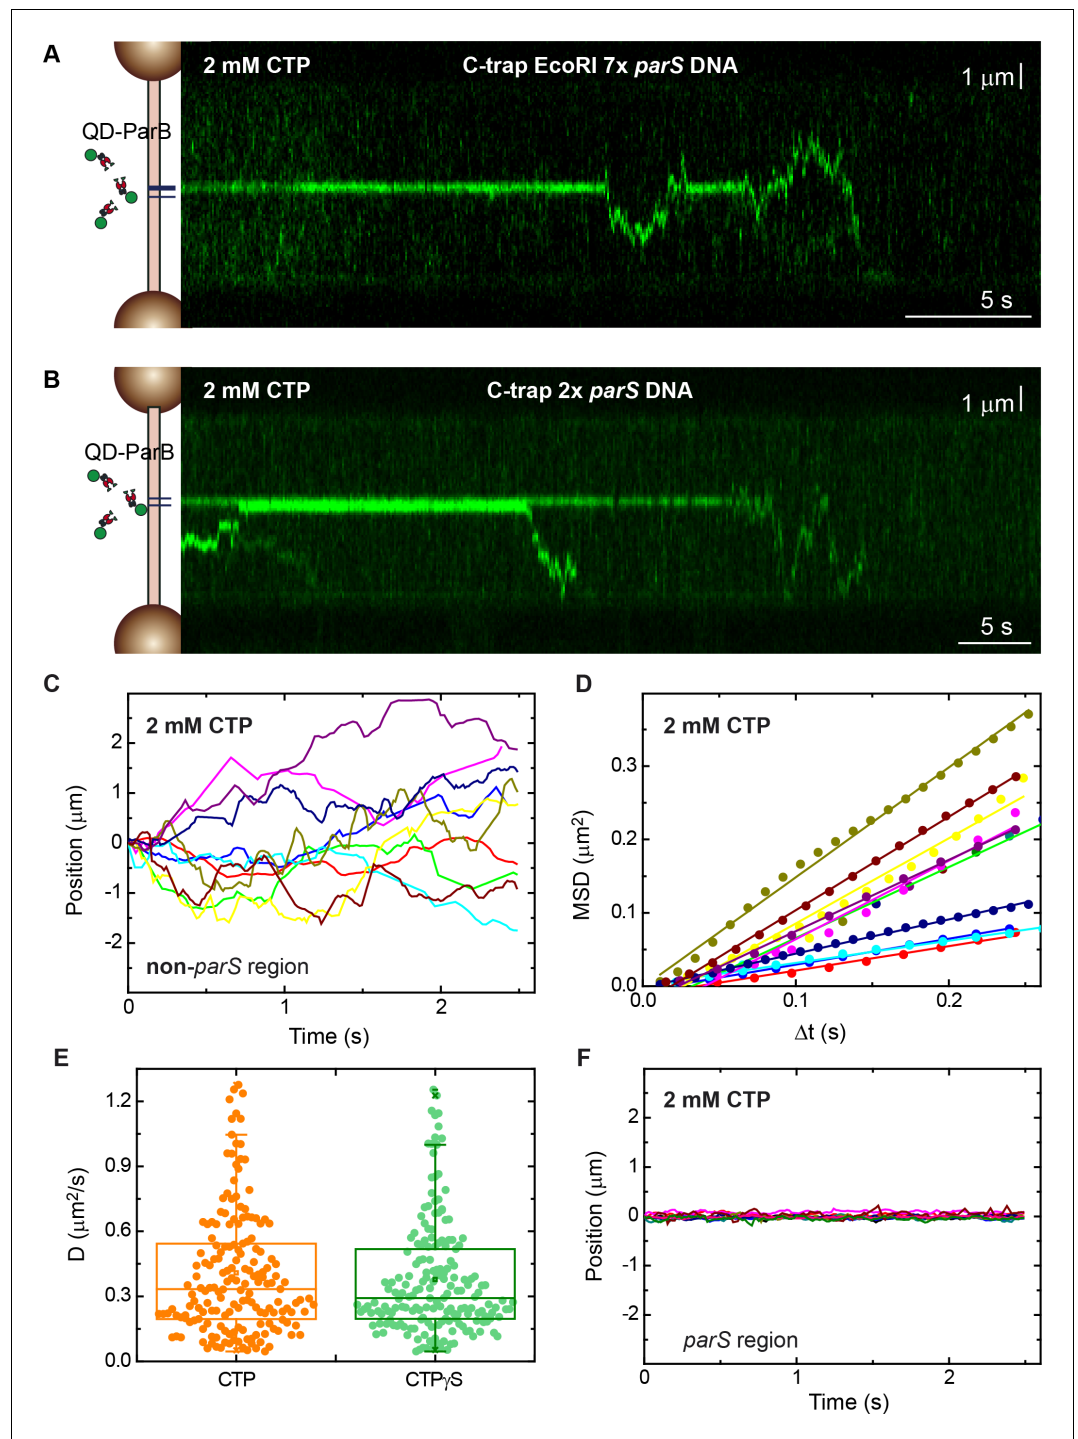 A
2 mM CTP
C-trap EcoRI 7x parS DNA
1 μm
QD-ParB
5 s
B
2 mM CTP
C-trap 2x parS DNA
1 μm
QD-ParB
5 s
C
2 mM CTP
2
1
0
-1
-2
Position (μm)
non-parS region
0
1
2
Time (s)
D
2 mM CTP
0.3
0.2
0.1
0.0
MSD (μm²)
0.0
0.1
0.2
Δt (s)
E
1.2
0.9
0.6
0.3
0.0
D (μm²/s)
CTP
CTPγS
F
2 mM CTP
2
1
0
-1
-2
Position (μm)
parS region
0
1
2
Time (s)